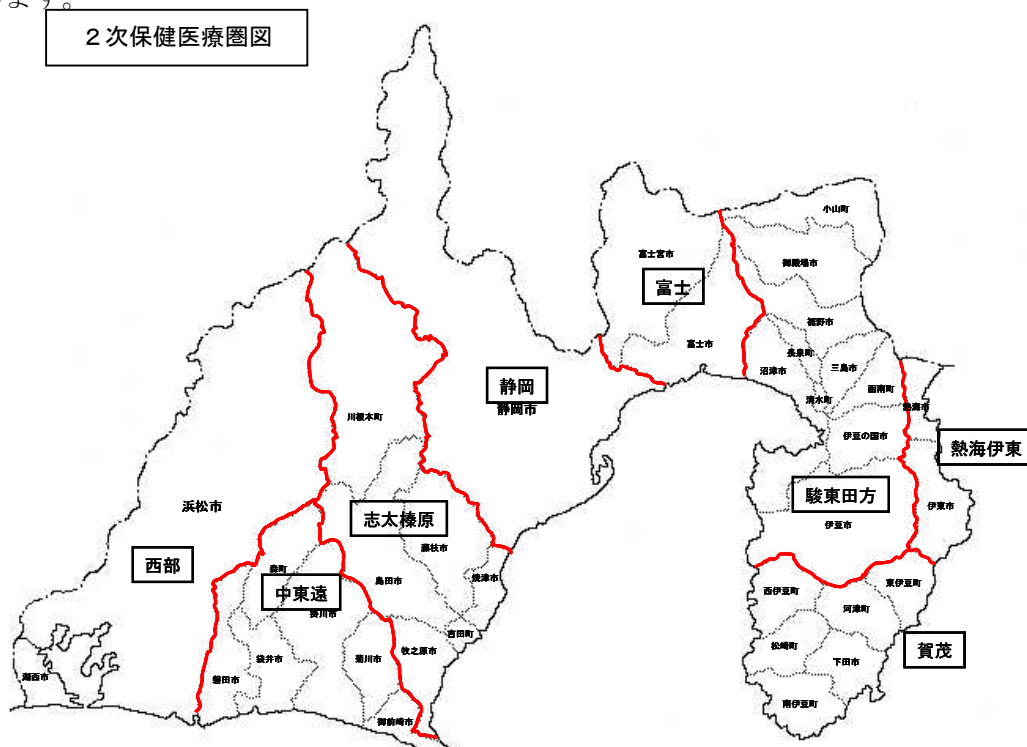 ます。
2次保健医療圏図
小山町
富士宮市
御殿場市
富士
裾野市
富士市
長泉町
三島市
沼津市
函南町
静岡
静岡市
清水町
熱海市
川根本町
伊豆の国市
熱海伊東
駿東田方
浜松市
志太榛原
伊東市
伊豆市
藤枝市
西部
森町
焼津市
島田市
中東遠
掛川市
東伊豆町
西伊豆町
河津町
吉田町
牧之原市
松崎町
賀茂
袋井市
菊川市
下田市
湖西市
磐田市
南伊豆町
御前崎市